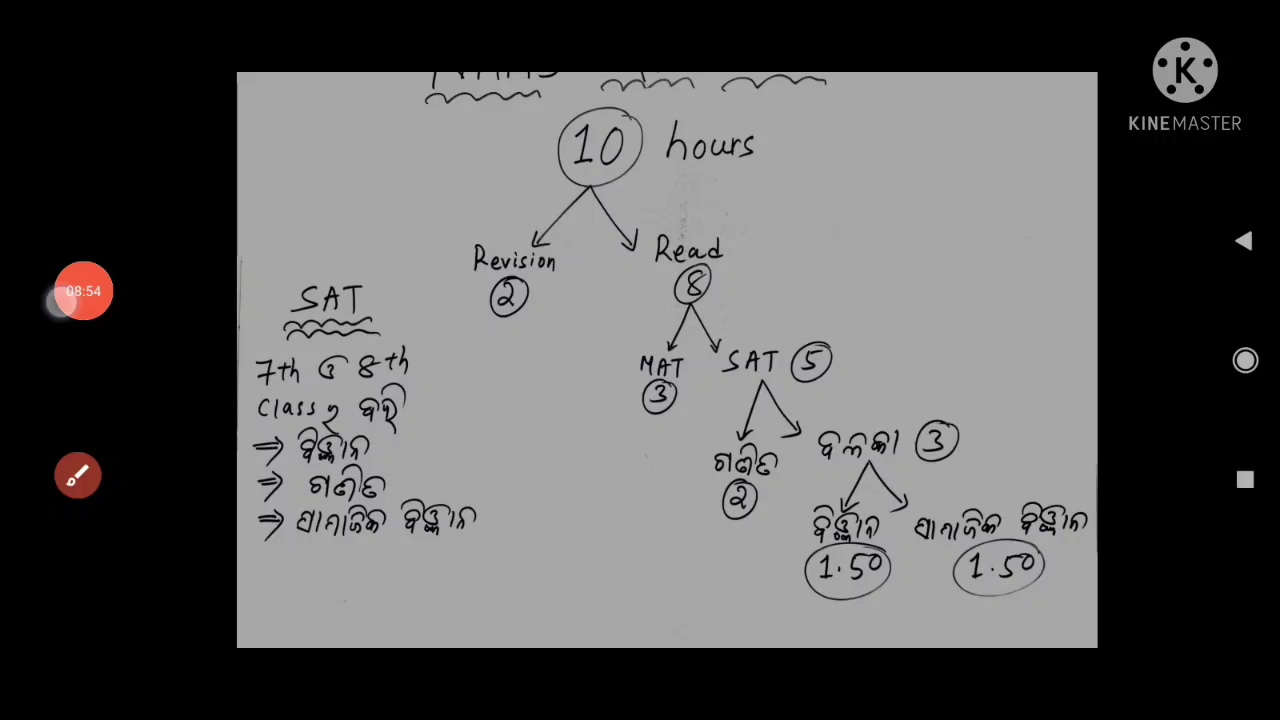 10 hours
Revision
2
Read
8
MAT
3
SAT 5
ଗଣିତ
2
ବଳକା 3
ବିଜ୍ଞାନ
1.50
ସାମାଜିକ ବିଜ୍ଞାନ
1.50
SAT
7th ଓ 8th
Class ର ବହି
⇒ ବିଜ୍ଞାନ
⇒ ଗଣିତ
⇒ ସାମାଜିକ ବିଜ୍ଞାନ
08:54
K
KINEMASTER